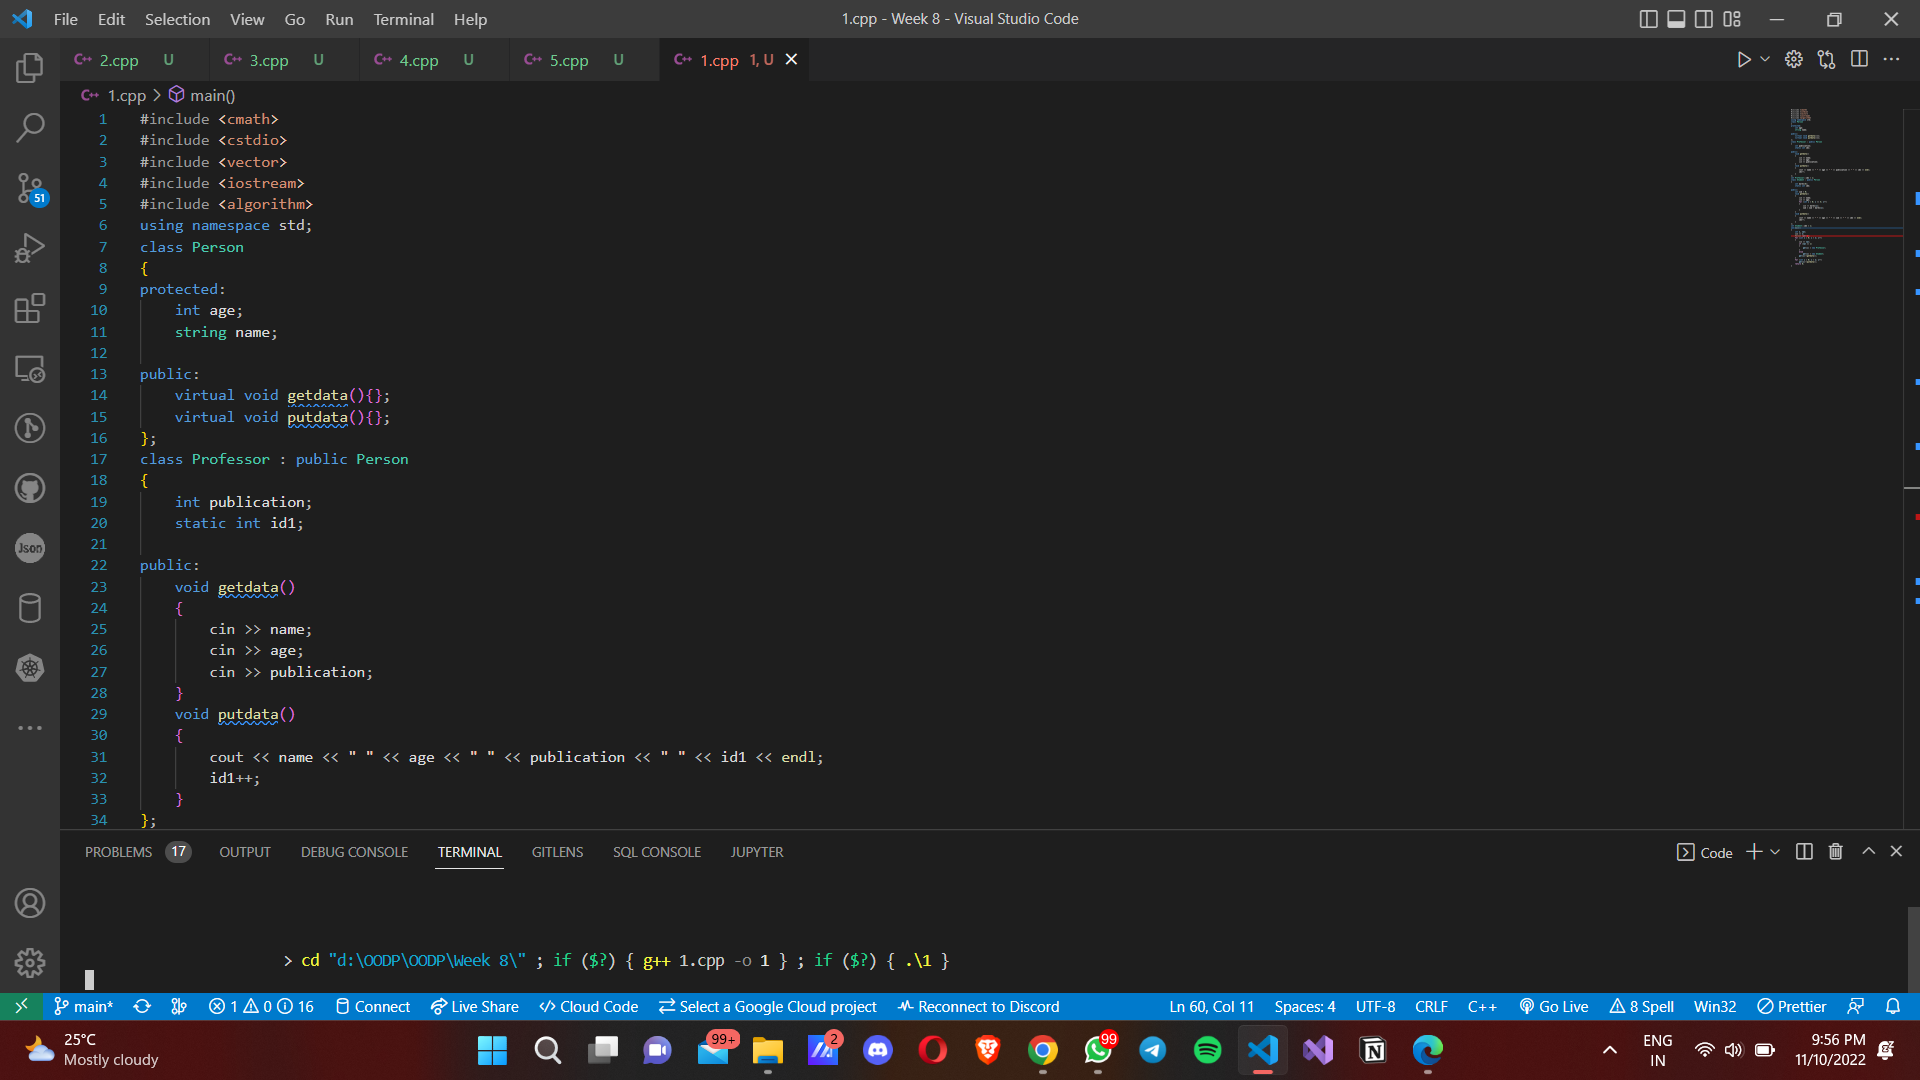 File Edit Selection View Go Run Terminal Help 1.cpp - Week 8 - Visual Studio Code
C++ 2.cpp U C++ 3.cpp U C++ 4.cpp U C++ 5.cpp U C++ 1.cpp 1, U
C++ 1.cpp > main()
1 #include <cmath>
2 #include <cstdio>
3 #include <vector>
4 #include <iostream>
5 #include <algorithm>
6 using namespace std;
7 class Person
8 {
9 protected:
10 int age;
11 string name;
12
13 public:
14 virtual void getdata(){};
15 virtual void putdata(){};
16 };
17 class Professor : public Person
18 {
19 int publication;
20 static int id1;
21
22 public:
23 void getdata()
24 {
25 cin >> name;
26 cin >> age;
27 cin >> publication;
28 }
29 void putdata()
30 {
31 cout << name << " " << age << " " << publication << " " << id1 << endl;
32 id1++;
33 }
34 };
51
Json
PROBLEMS 17 OUTPUT DEBUG CONSOLE TERMINAL GITLENS SQL CONSOLE JUPYTER Code
> cd "d:\OODP\OODP\Week 8\" ; if ($?) { g++ 1.cpp -o 1 } ; if ($?) { .\1 }
main* 1 0 16 Connect Live Share Cloud Code Select a Google Cloud project Reconnect to Discord Ln 60, Col 11 Spaces: 4 UTF-8 CRLF C++ Go Live 8 Spell Win32 Prettier
25°C
Mostly cloudy
99+ 2 99
ENG
IN
9:56 PM
11/10/2022